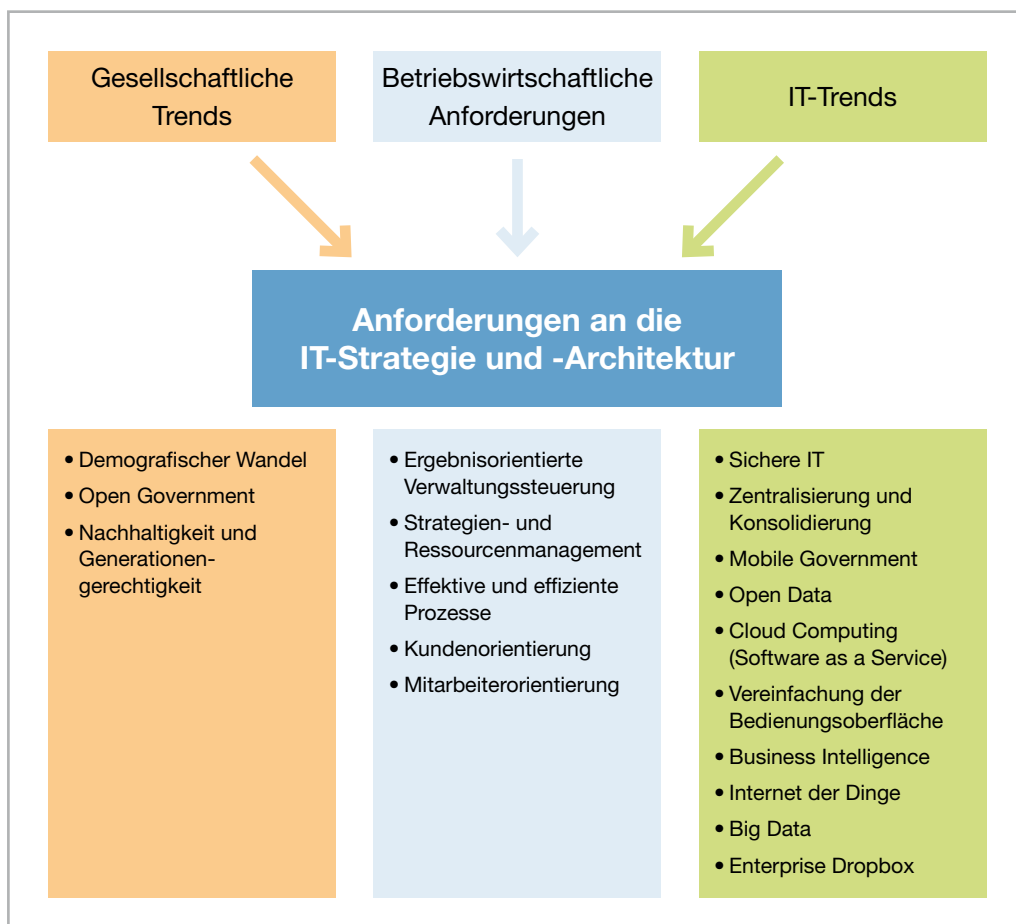 Gesellschaftliche
Trends
Betriebswirtschaftliche
Anforderungen
IT-Trends
Anforderungen an die
IT-Strategie und -Architektur
• Demografischer Wandel
• Open Government
• Nachhaltigkeit und
Generationen-
gerechtigkeit
• Ergebnisorientierte
Verwaltungssteuerung
• Strategien- und
Ressourcenmanagement
• Effektive und effiziente
Prozesse
• Kundenorientierung
• Mitarbeiterorientierung
• Sichere IT
• Zentralisierung und
Konsolidierung
• Mobile Government
• Open Data
• Cloud Computing
(Software as a Service)
• Vereinfachung der
Bedienungsoberfläche
• Business Intelligence
• Internet der Dinge
• Big Data
• Enterprise Dropbox